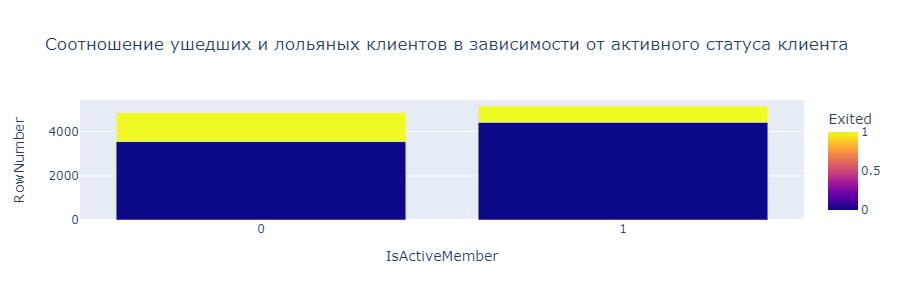 Соотношение ушедших и лольяных клиентов в зависимости от активного статуса клиента
RowNumber
4000
2000
0
0
1
IsActiveMember
Exited
1
0.5
0